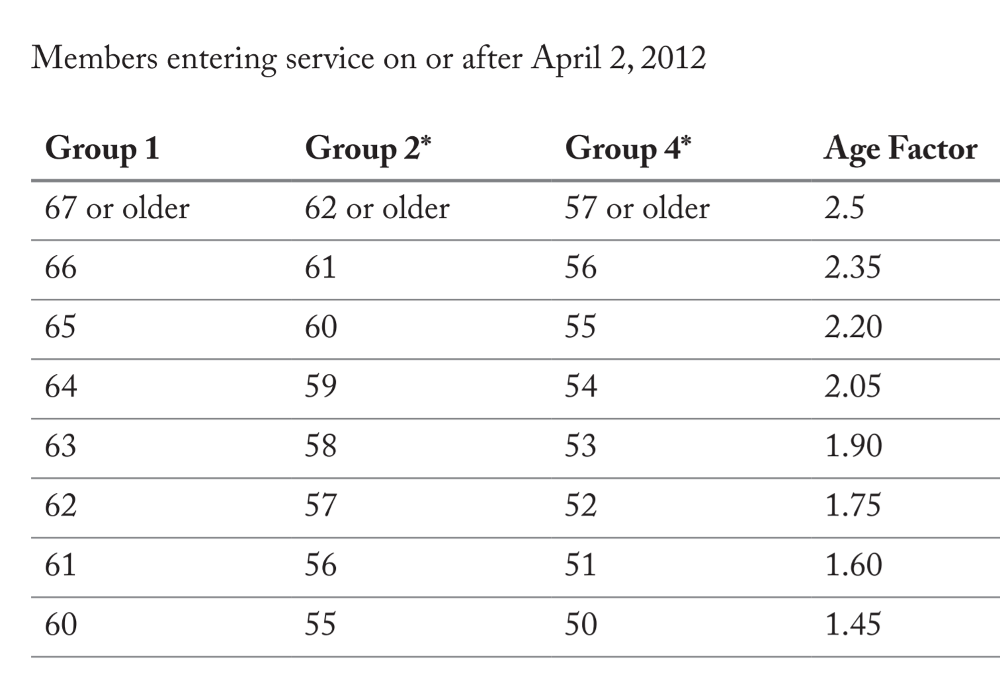 Members entering service on or after April 2, 2012
Group 1 Group 2* Group 4* Age Factor
67 or older 62 or older 57 or older 2.5
66 61 56 2.35
65 60 55 2.20
64 59 54 2.05
63 58 53 1.90
62 57 52 1.75
61 56 51 1.60
60 55 50 1.45